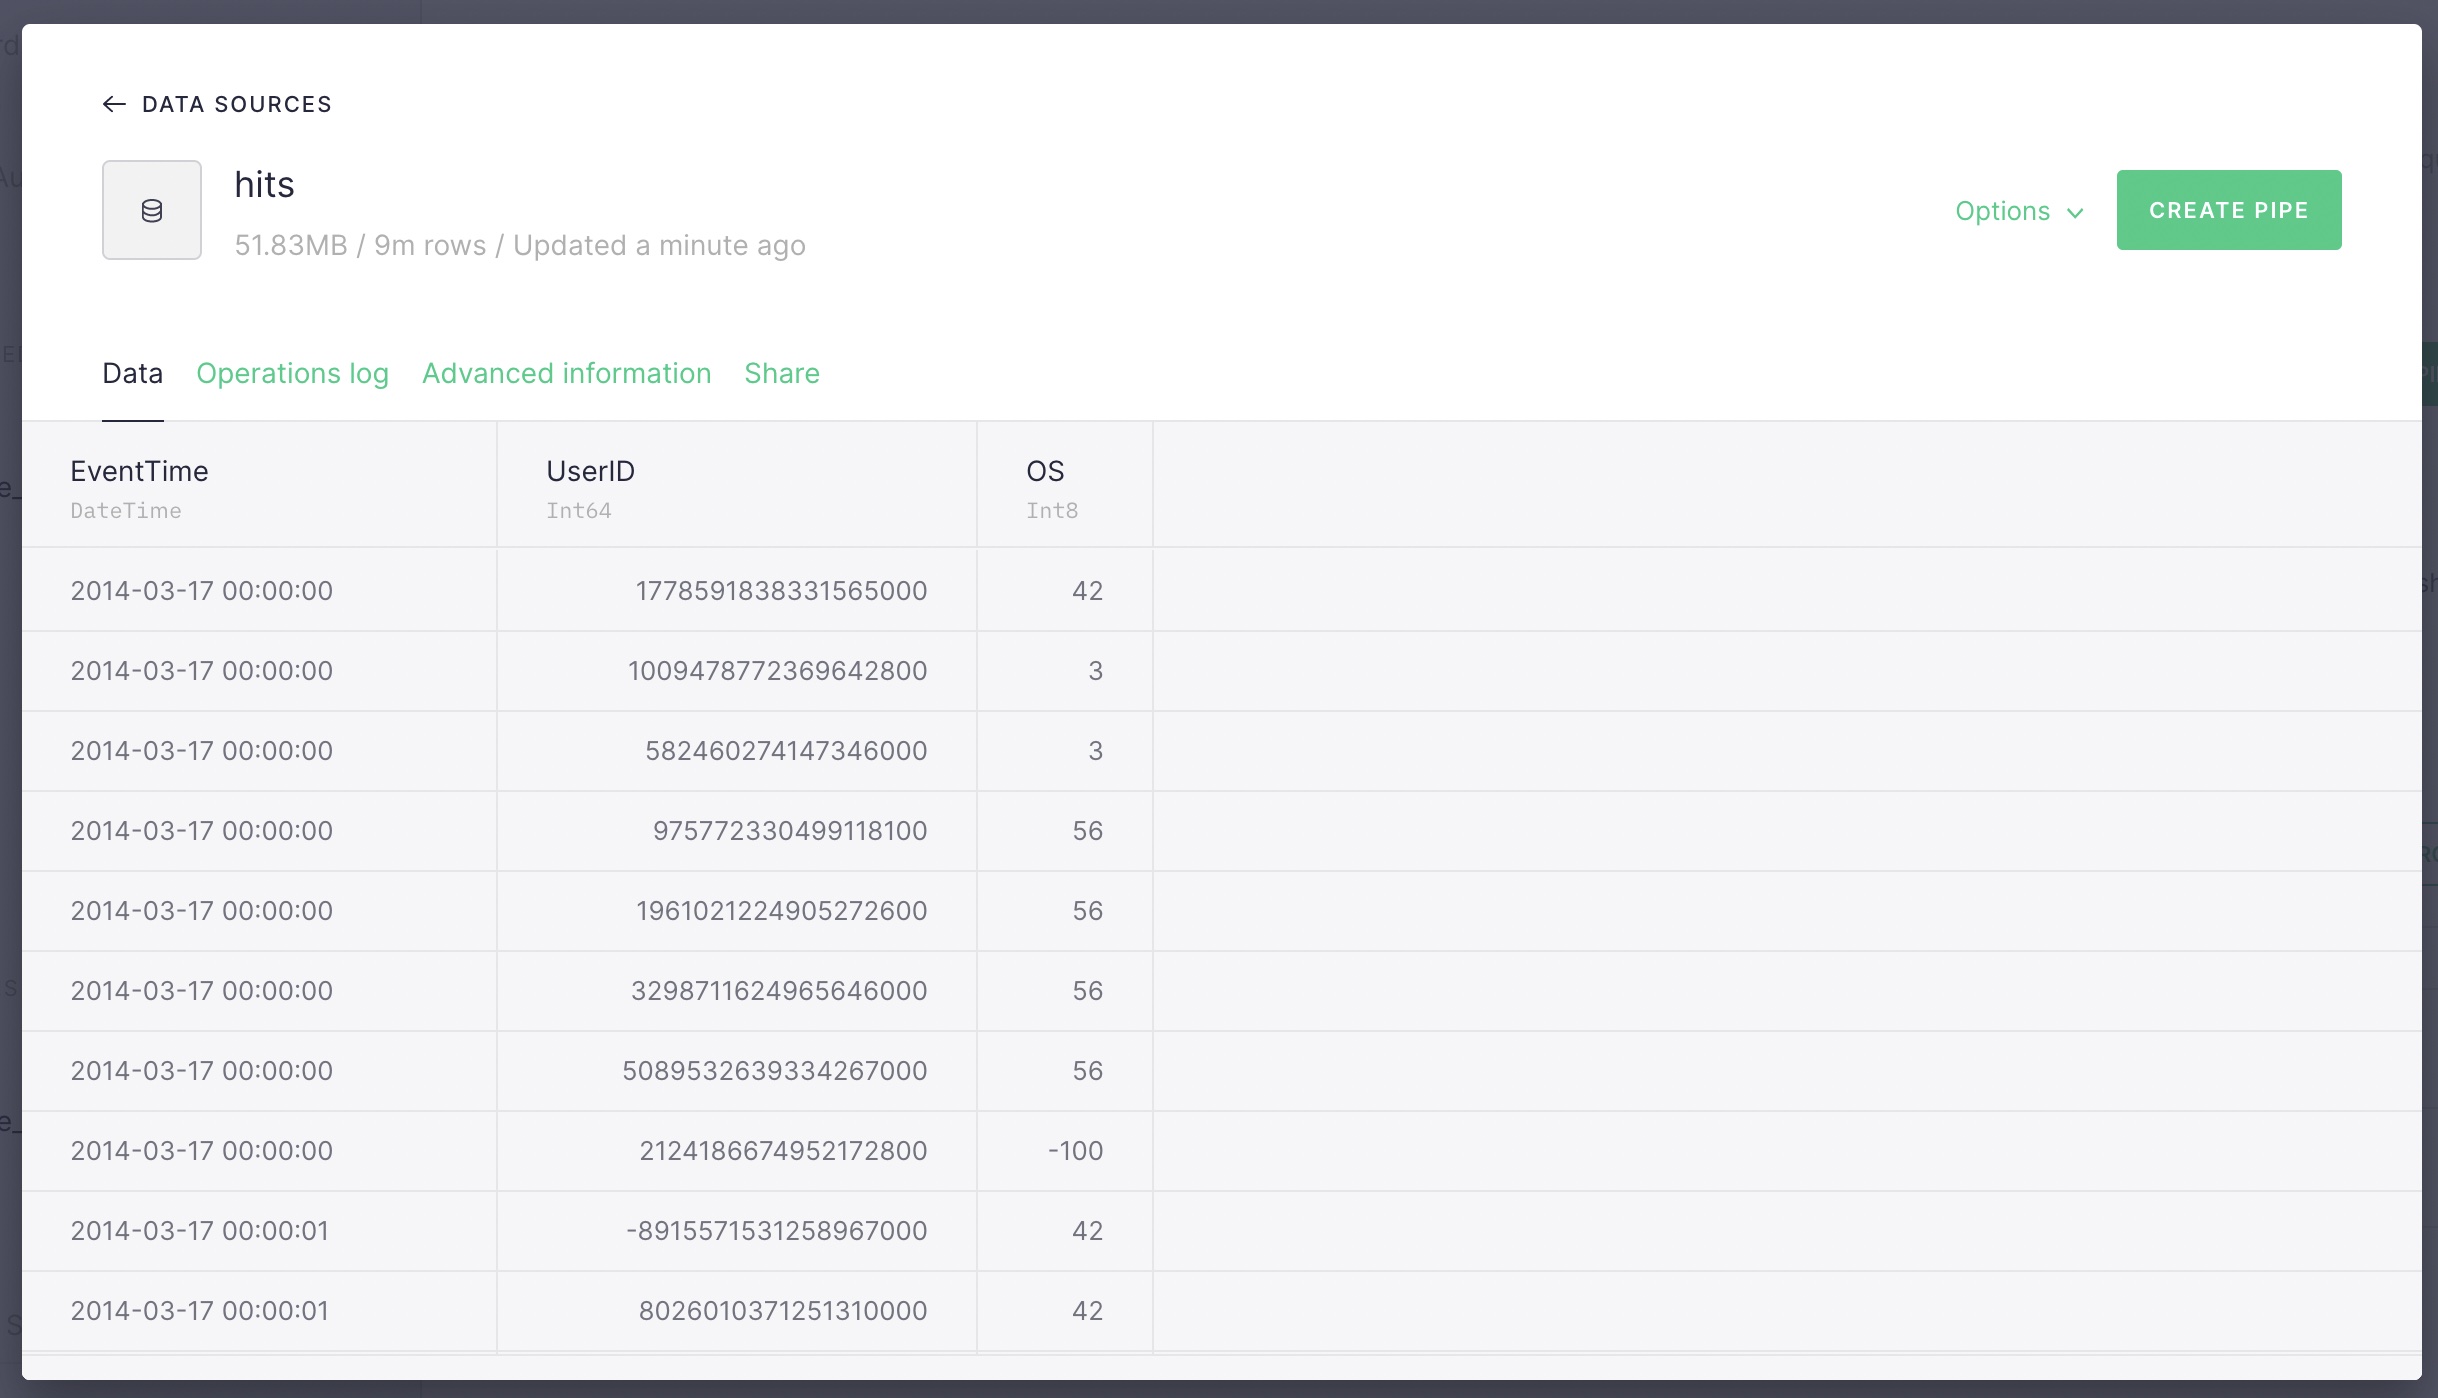 DATA SOURCES
hits
51.83MB / 9m rows / Updated a minute ago
Options
CREATE PIPE
Data Operations log Advanced information Share
EventTime UserID OS
DateTime Int64 Int8
2014-03-17 00:00:00 1778591838331565000 42
2014-03-17 00:00:00 1009478772369642800 3
2014-03-17 00:00:00 582460274147346000 3
2014-03-17 00:00:00 975772330499118100 56
2014-03-17 00:00:00 1961021224905272600 56
2014-03-17 00:00:00 3298711624965646000 56
2014-03-17 00:00:00 5089532639334267000 56
2014-03-17 00:00:00 2124186674952172800 -100
2014-03-17 00:00:01 -8915571531258967000 42
2014-03-17 00:00:01 8026010371251310000 42